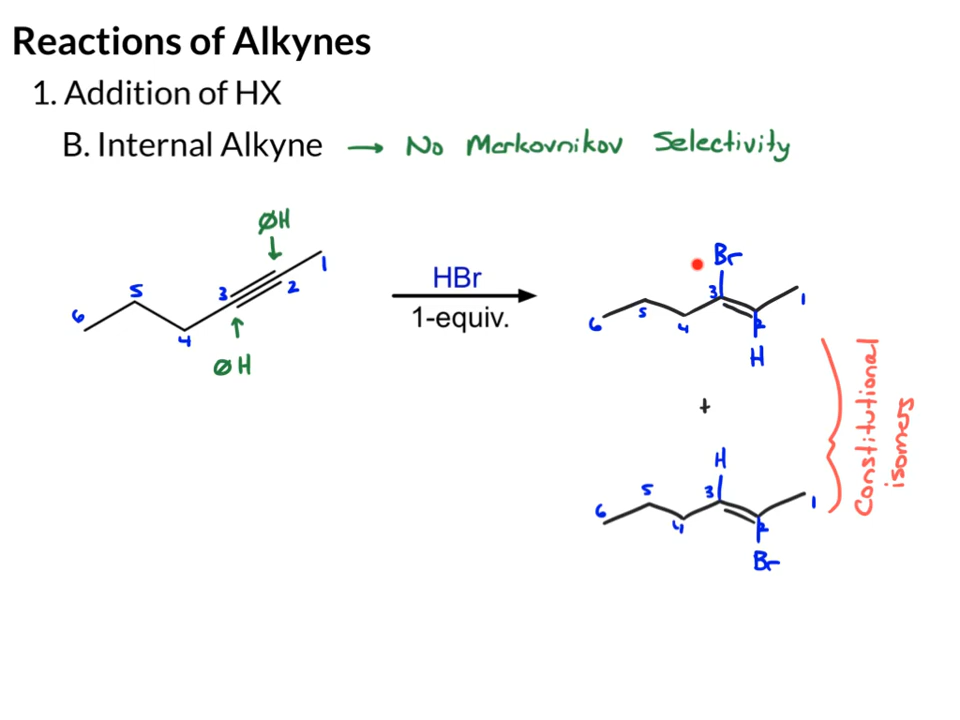 Reactions of Alkynes
1. Addition of HX
B. Internal Alkyne → No Markovnikov Selectivity
ØH
1
2
3
4
5
6
ØH
HBr
1-equiv.
Br
3
1
6
5
4
2
H
+
H
5
3
1
6
4
2
Br
Constitutional
isomers